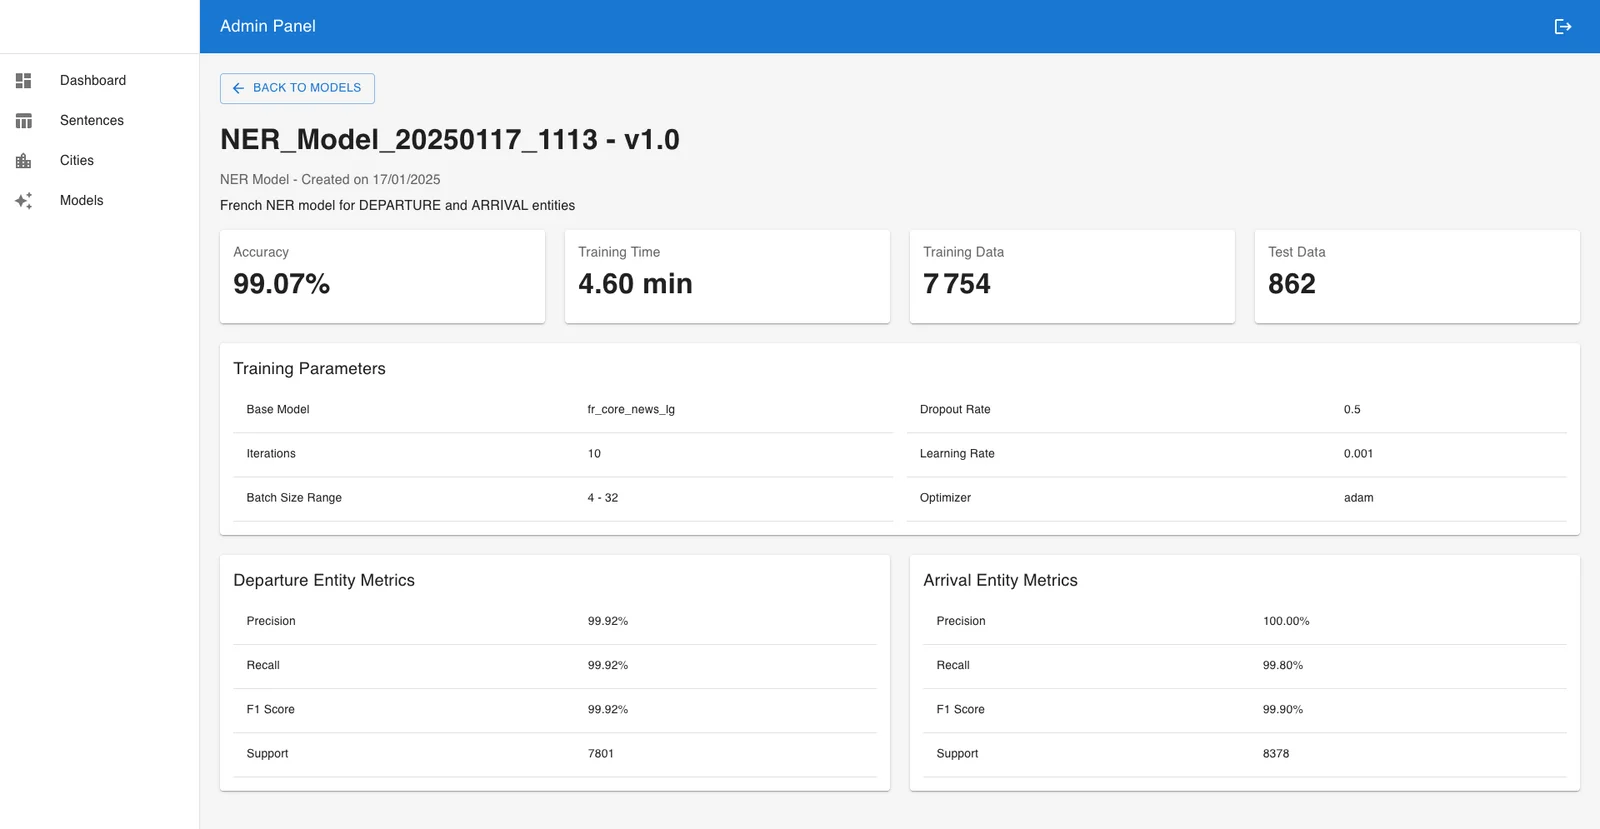 Admin Panel
Dashboard
Sentences
Cities
Models
BACK TO MODELS
NER_Model_20250117_1113 - v1.0
NER Model - Created on 17/01/2025
French NER model for DEPARTURE and ARRIVAL entities
Accuracy
99.07%
Training Time
4.60 min
Training Data
7 754
Test Data
862
Training Parameters
Base Model fr_core_news_lg
Iterations 10
Batch Size Range 4 - 32
Dropout Rate 0.5
Learning Rate 0.001
Optimizer adam
Departure Entity Metrics
Precision 99.92%
Recall 99.92%
F1 Score 99.92%
Support 7801
Arrival Entity Metrics
Precision 100.00%
Recall 99.80%
F1 Score 99.90%
Support 8378